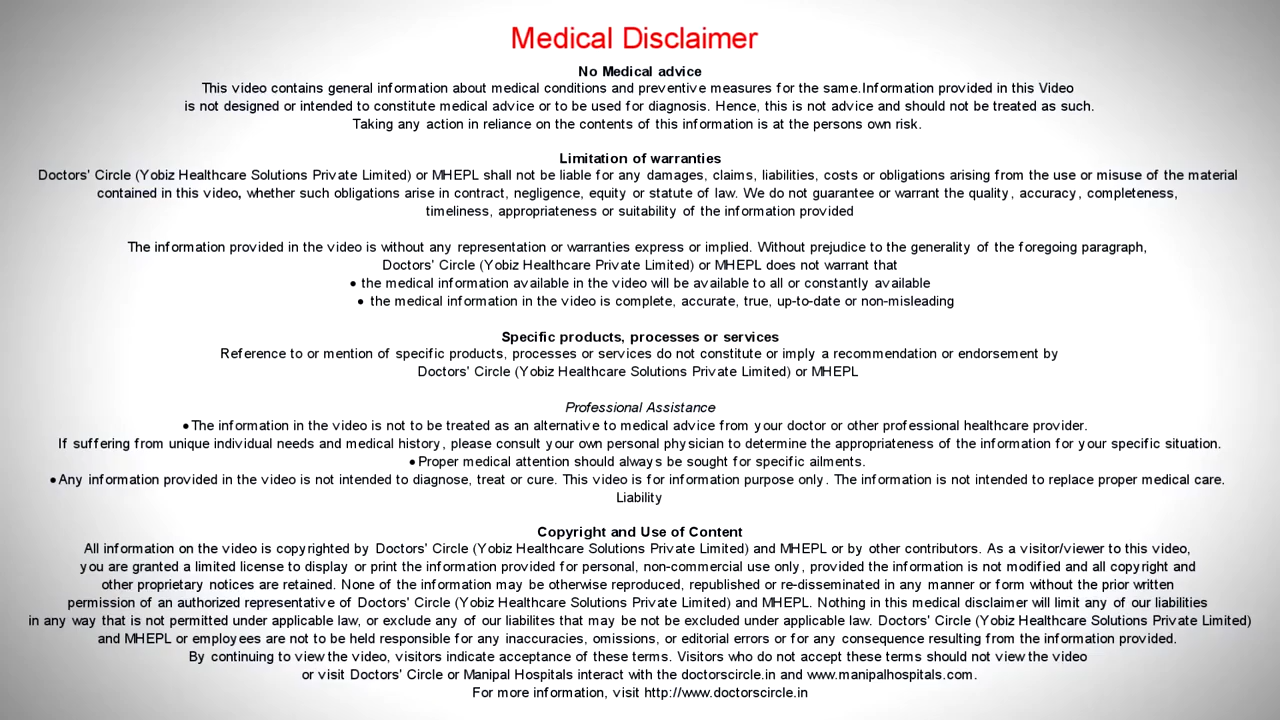 Medical Disclaimer
No Medical advice
This video contains general information about medical conditions and preventive measures for the same.Information provided in this Video
is not designed or intended to constitute medical advice or to be used for diagnosis. Hence, this is not advice and should not be treated as such.
Taking any action in reliance on the contents of this information is at the persons own risk.
Limitation of warranties
Doctors' Circle (Yobiz Healthcare Solutions Private Limited) or MHEPL shall not be liable for any damages, claims, liabilities, costs or obligations arising from the use or misuse of the material
contained in this video, whether such obligations arise in contract, negligence, equity or statute of law. We do not guarantee or warrant the quality, accuracy, completeness,
timeliness, appropriateness or suitability of the information provided
The information provided in the video is without any representation or warranties express or implied. Without prejudice to the generality of the foregoing paragraph,
Doctors' Circle (Yobiz Healthcare Private Limited) or MHEPL does not warrant that
• the medical information available in the video will be available to all or constantly available
• the medical information in the video is complete, accurate, true, up-to-date or non-misleading
Specific products, processes or services
Reference to or mention of specific products, processes or services do not constitute or imply a recommendation or endorsement by
Doctors' Circle (Yobiz Healthcare Solutions Private Limited) or MHEPL
Professional Assistance
•The information in the video is not to be treated as an alternative to medical advice from your doctor or other professional healthcare provider.
If suffering from unique individual needs and medical history, please consult your own personal physician to determine the appropriateness of the information for your specific situation.
•Proper medical attention should always be sought for specific ailments.
•Any information provided in the video is not intended to diagnose, treat or cure. This video is for information purpose only. The information is not intended to replace proper medical care.
Liability
Copyright and Use of Content
All information on the video is copyrighted by Doctors' Circle (Yobiz Healthcare Solutions Private Limited) and MHEPL or by other contributors. As a visitor/viewer to this video,
you are granted a limited license to display or print the information provided for personal, non-commercial use only, provided the information is not modified and all copyright and
other proprietary notices are retained. None of the information may be otherwise reproduced, republished or re-disseminated in any manner or form without the prior written
permission of an authorized representative of Doctors' Circle (Yobiz Healthcare Solutions Private Limited) and MHEPL. Nothing in this medical disclaimer will limit any of our liabilities
in any way that is not permitted under applicable law, or exclude any of our liabilites that may be not be excluded under applicable law. Doctors' Circle (Yobiz Healthcare Solutions Private Limited)
and MHEPL or employees are not to be held responsible for any inaccuracies, omissions, or editorial errors or for any consequence resulting from the information provided.
By continuing to view the video, visitors indicate acceptance of these terms. Visitors who do not accept these terms should not view the video
or visit Doctors' Circle or Manipal Hospitals interact with the doctorscircle.in and www.manipalhospitals.com.
For more information, visit http://www.doctorscircle.in